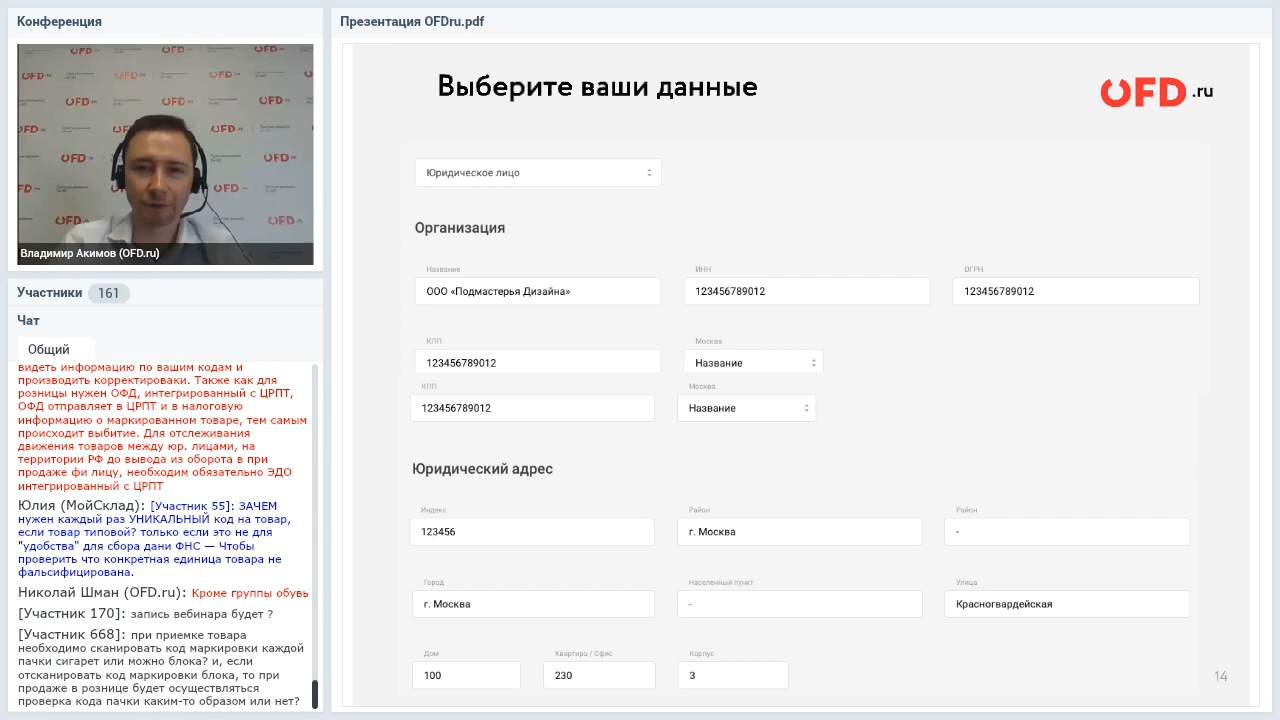 Конференция
OFD.ru
Владимир Акимов (OFD.ru)
Участники 161
Чат
Общий
видеть информацию по вашим кодам и
производить корректироваки. Также как для
розницы нужен ОФД, интегрированный с ЦРПТ,
ОФД отправляет в ЦРПТ и в налоговую
информацию о маркированном товаре, тем самым
происходит выбитие. Для отслеживания
движения товаров между юр. лицами, на
территории РФ до вывода из оборота в при
продаже фи лицу, необходим обязательно ЭДО
интегрированный с ЦРПТ
Юлия (МойСклад): [Участник 55]: ЗАЧЕМ
нужен каждый раз УНИКАЛЬНЫЙ код на товар,
если товар типовой? только если это не для
"удобства" для сбора дани ФНС — Чтобы
проверить что конкретная единица товара не
фальсифицирована.
Николай Шман (OFD.ru): Кроме группы обувь
[Участник 170]: запись вебинара будет ?
[Участник 668]: при приемке товара
необходимо сканировать код маркировки каждой
пачки сигарет или можно блока? и, если
отсканировать код маркировки блока, то при
продаже в рознице будет осуществляться
проверка кода пачки каким-то образом или нет?
Презентация OFDru.pdf
Выберите ваши данные
OFD.ru
Юридическое лицо
Организация
Название ИНН ОГРН
ООО «Подмастерья Дизайна» 123456789012 123456789012
КПП Москва
123456789012 Название
КПП Москва
123456789012 Название
Юридический адрес
Индекс Район Район
123456 г. Москва -
Город Населенный пункт Улица
г. Москва - Красногвардейская
Дом Квартира / Офис Корпус
100 230 3
14